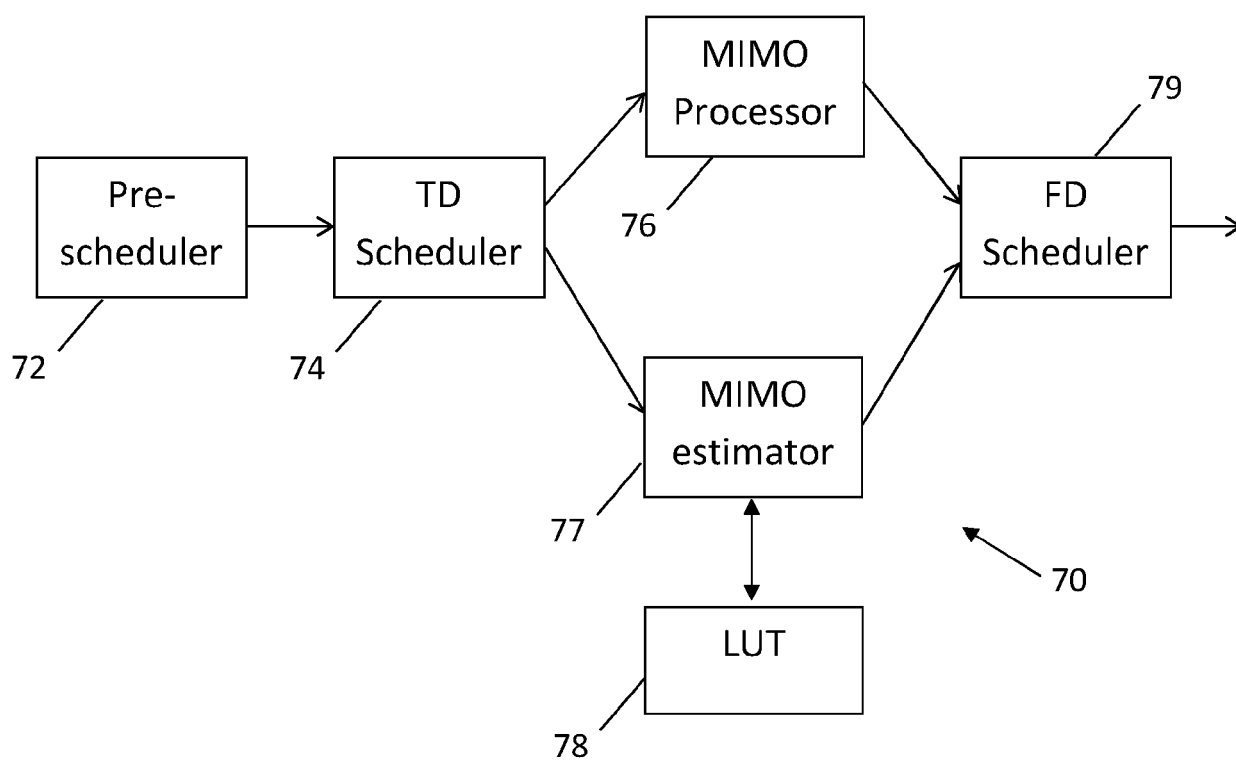 MIMO
Processor
76
79
Pre-
scheduler
72
TD
Scheduler
74
FD
Scheduler
MIMO
estimator
77
70
LUT
78